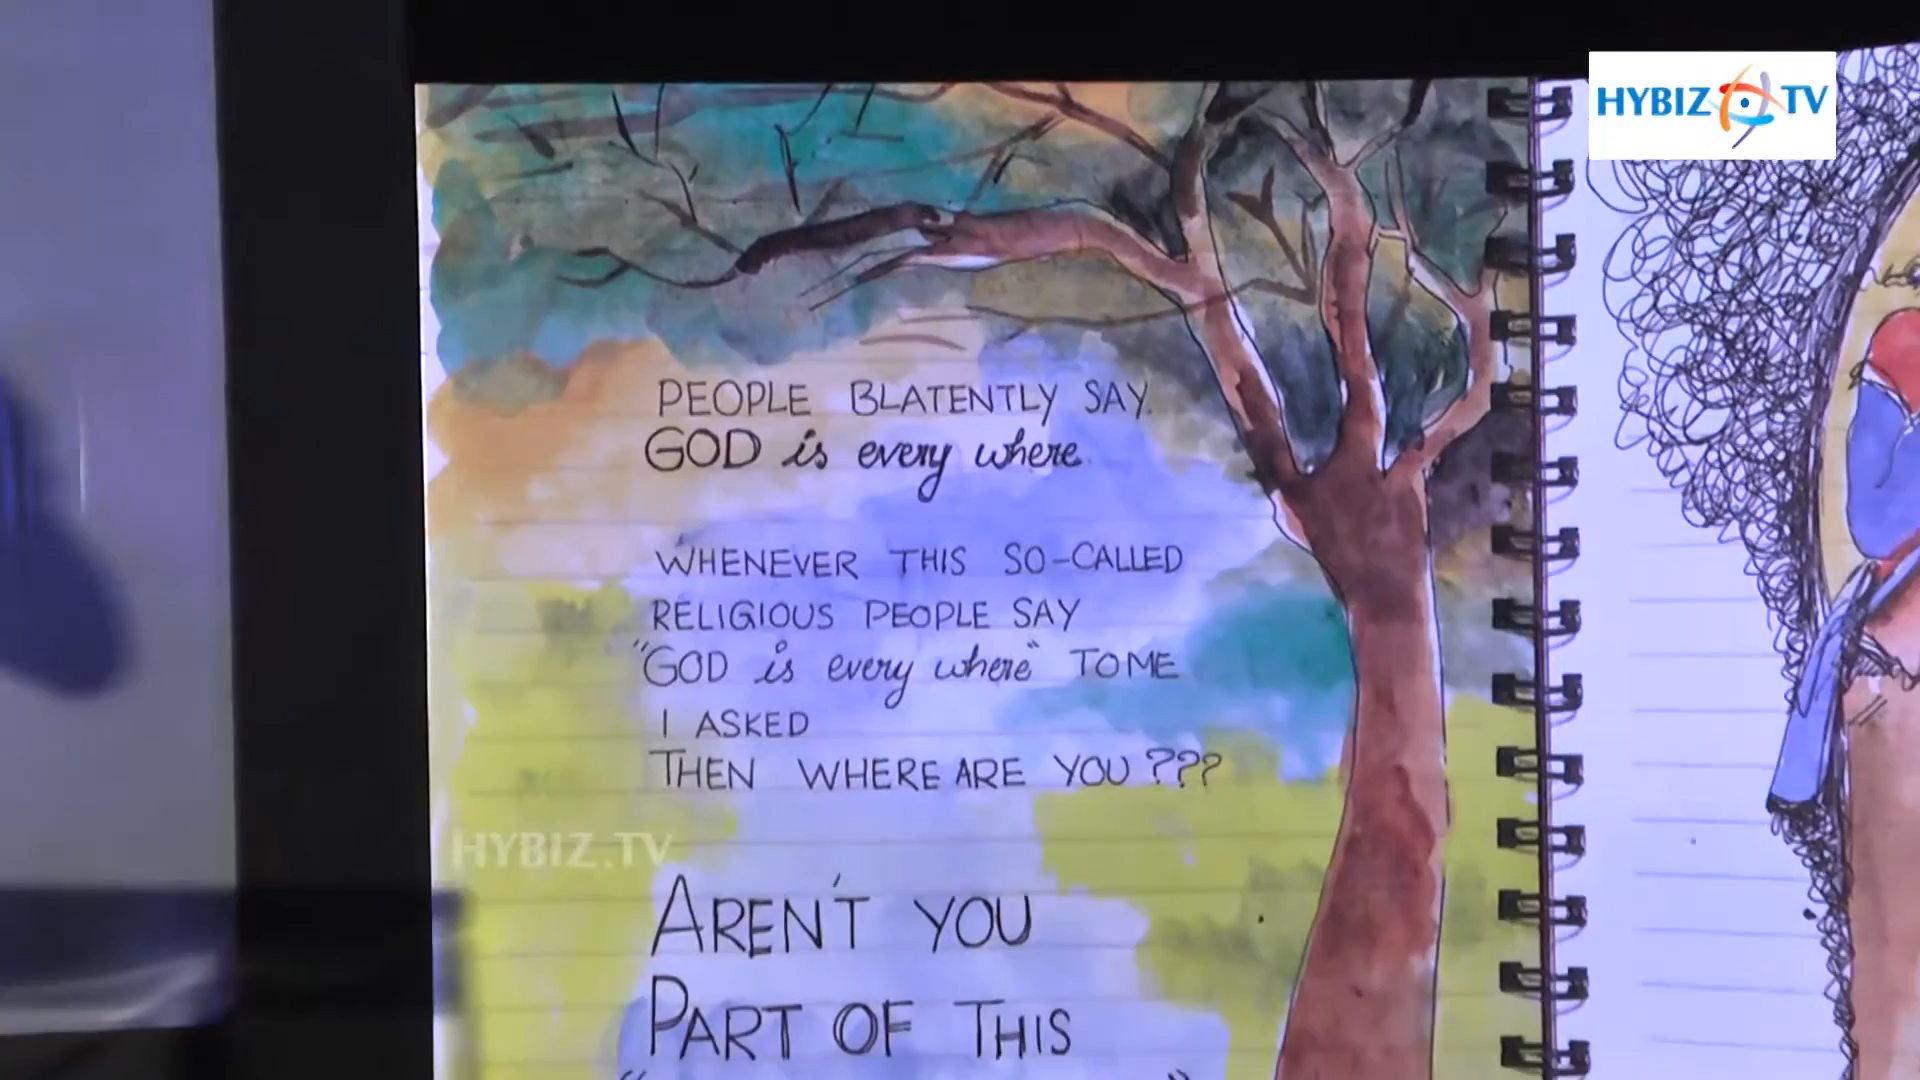 HYBIZ TV
PEOPLE BLATENTLY SAY.
GOD is every where.
WHENEVER THIS SO-CALLED
RELIGIOUS PEOPLE SAY
"GOD is every where" TO ME
I ASKED
THEN WHERE ARE YOU???
HYBIZ.TV
AREN'T YOU
PART OF THIS